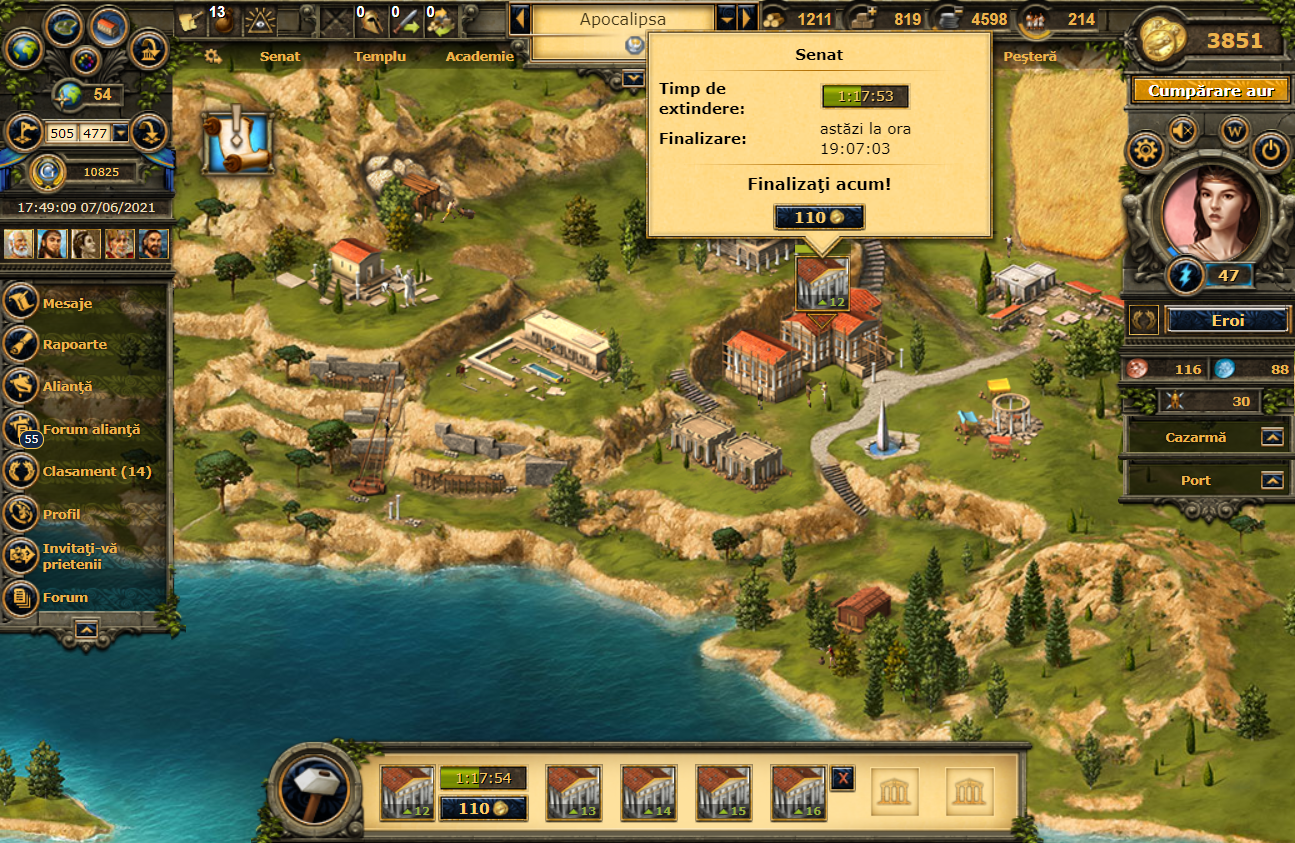 13
0
0
0
Apocalipsa
1211
819
4598
214
3851
Senat
Templu
Academie
Peşteră
54
505
477
10825
17:49:09 07/06/2021
Mesaje
Rapoarte
Alianţă
Forum alianţă
55
Clasament (14)
Profil
Invitaţi-vă
prietenii
Forum
Senat
Timp de
extindere:
1:17:53
Finalizare:
astăzi la ora
19:07:03
Finalizaţi acum!
110
12
Cumpărare aur
W
47
Eroi
116
88
30
Cazarmă
Port
12
1:17:54
110
13
14
15
16
X